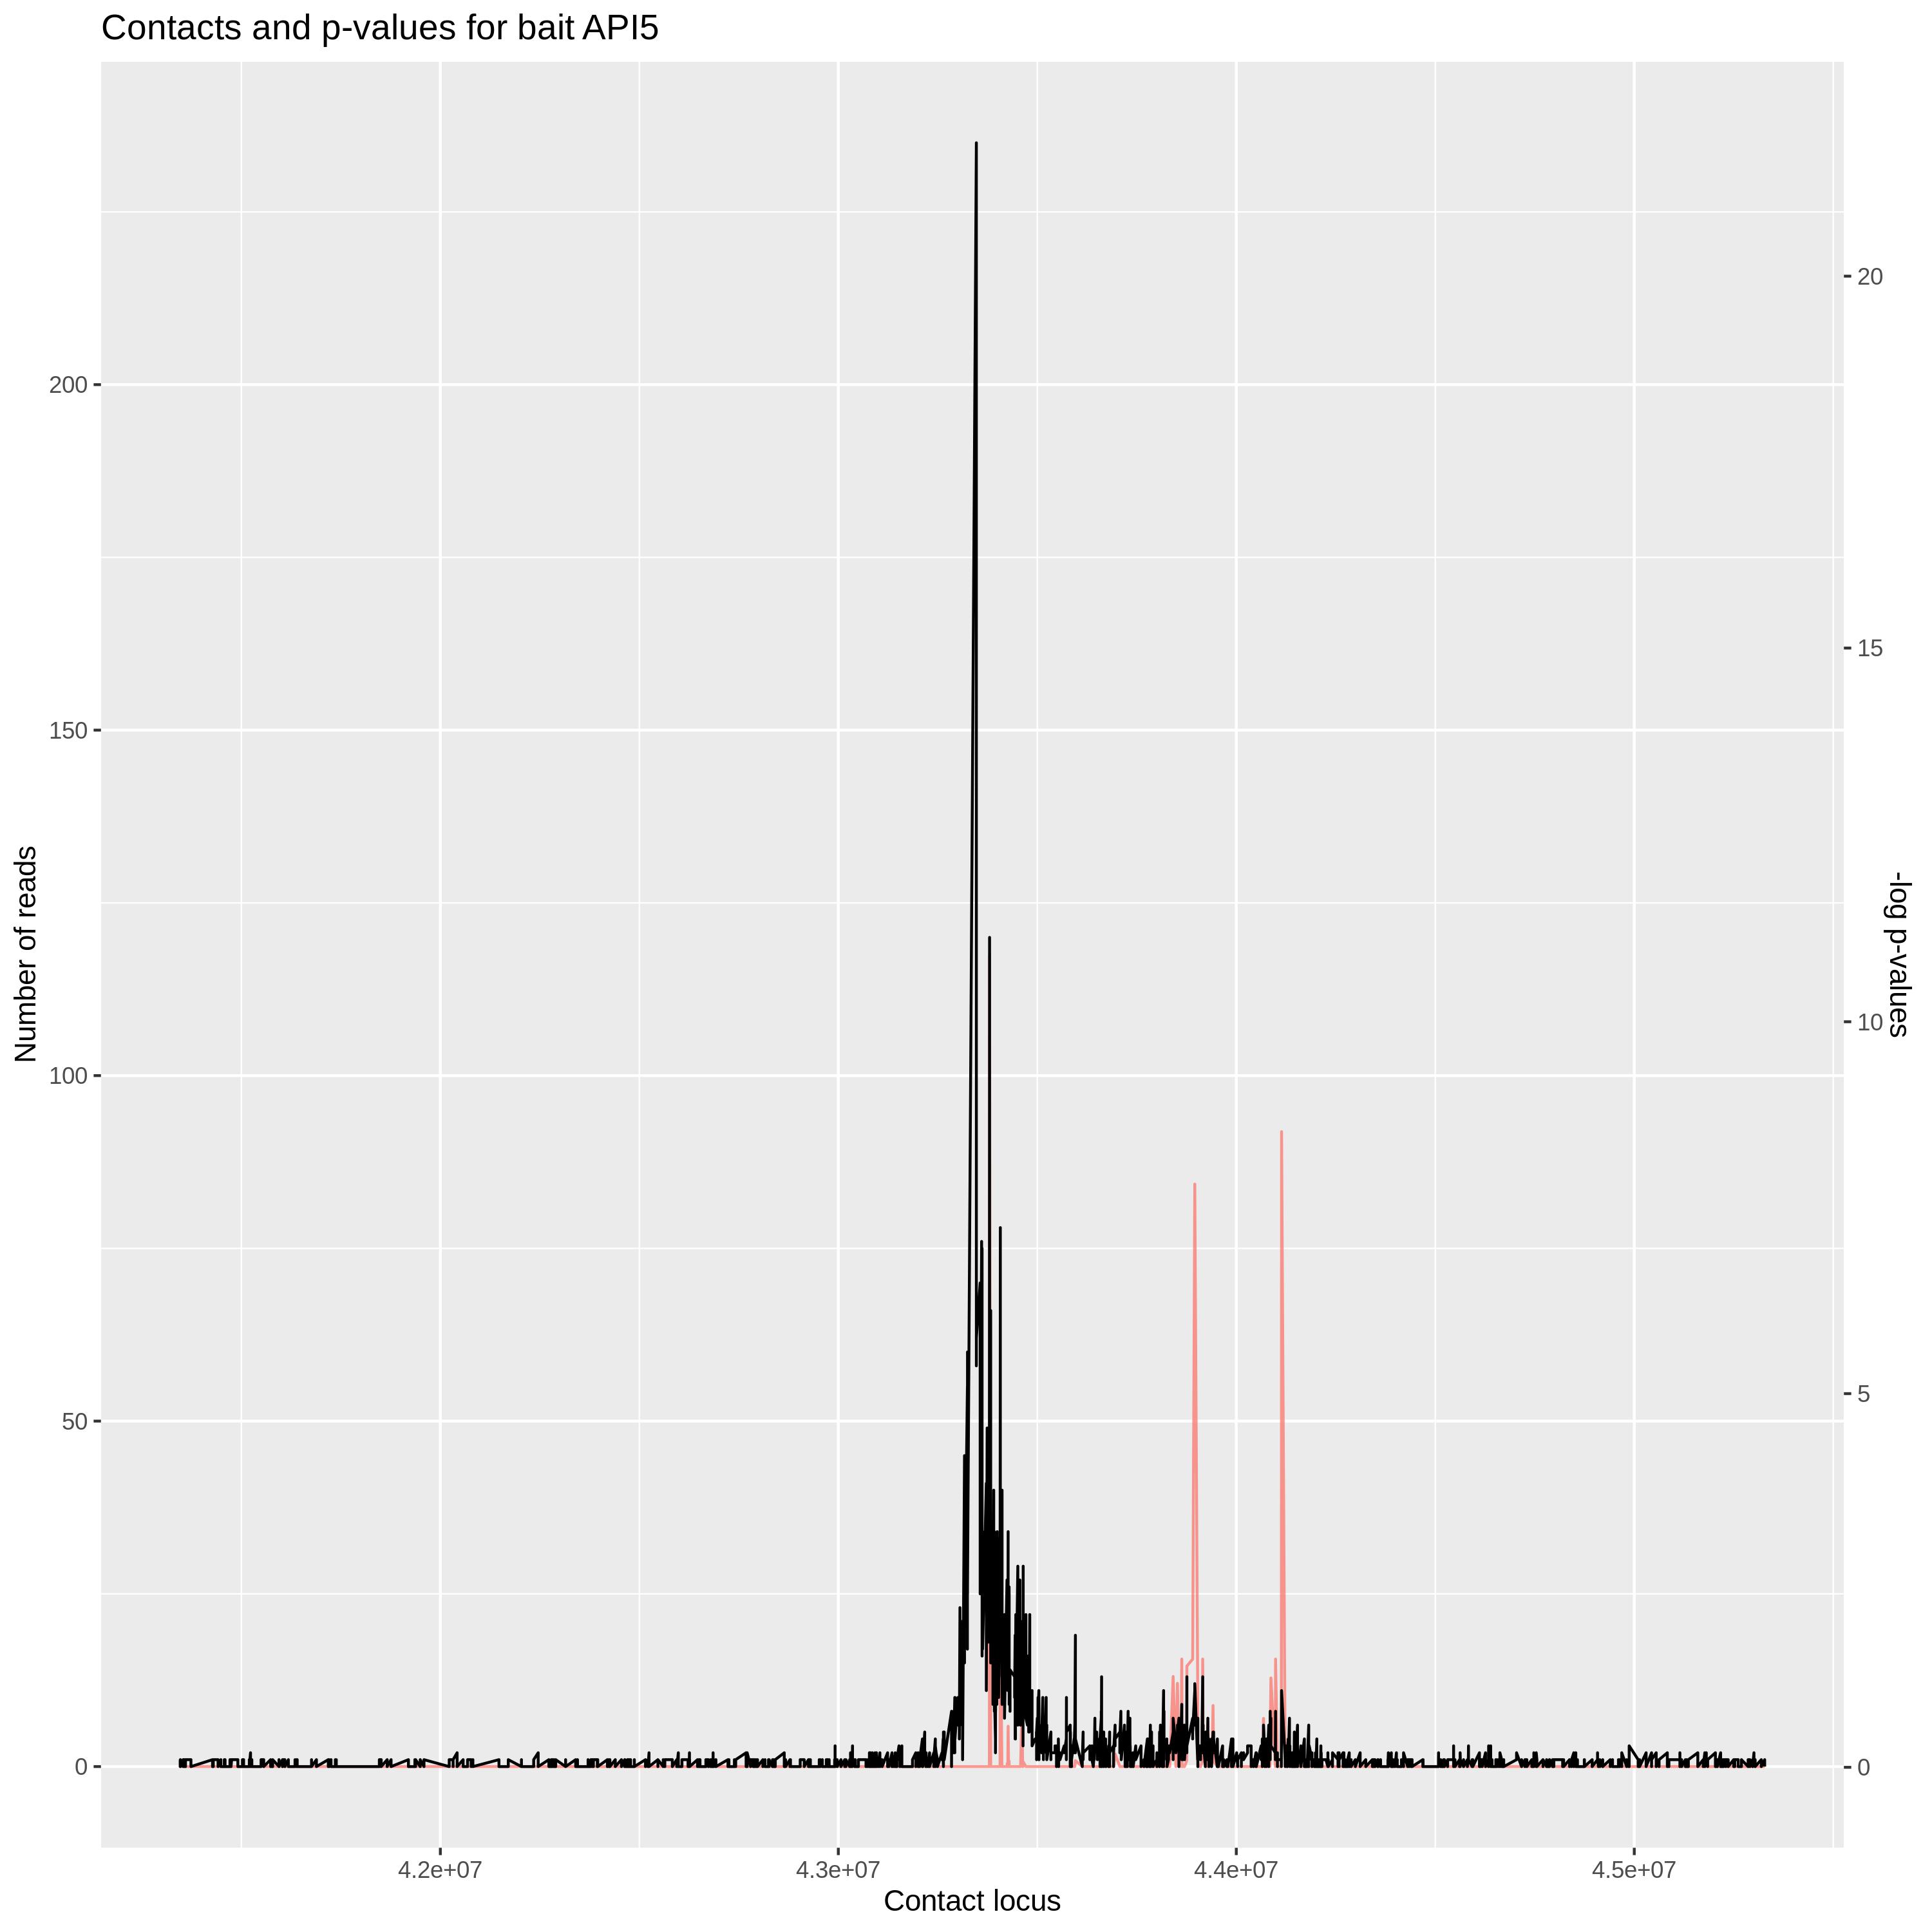 Contacts and p-values for bait API5
200
150
100
50
0
Number of reads
20
15
10
5
0
-log p-values
4.2e+07
4.3e+07
4.4e+07
4.5e+07
Contact locus